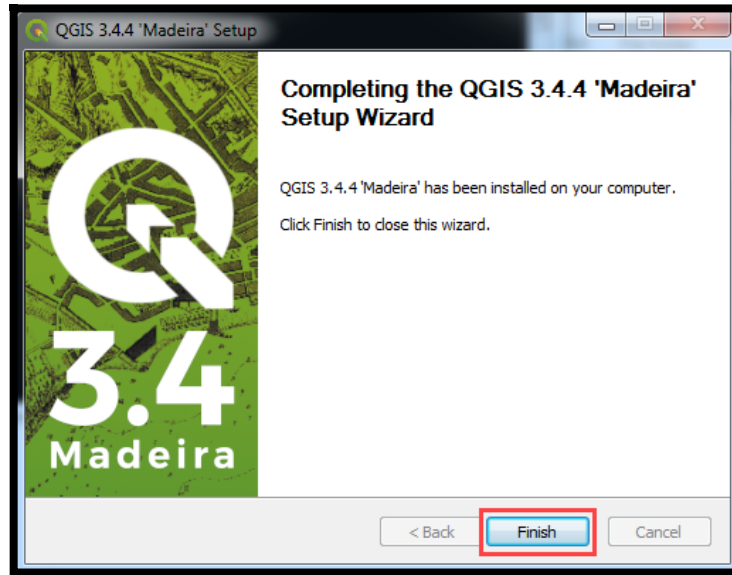 QGIS 3.4.4 'Madeira' Setup
Completing the QGIS 3.4.4 'Madeira'
Setup Wizard
QGIS 3.4.4 'Madeira' has been installed on your computer.
Click Finish to close this wizard.
3.4
Madeira
< Back Finish Cancel